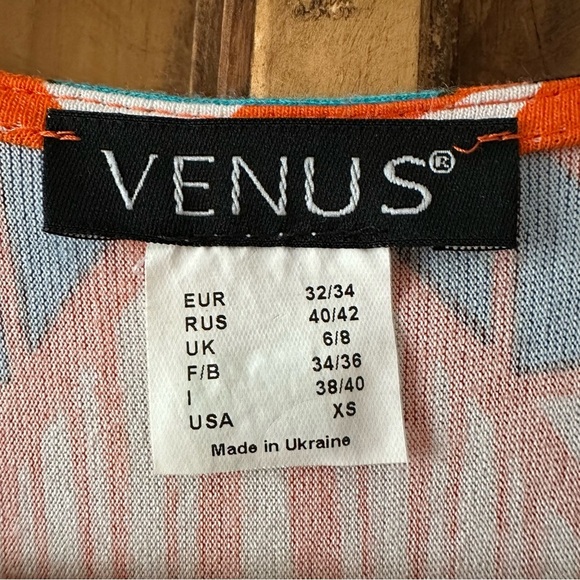 VENUS®
EUR 32/34
RUS 40/42
UK 6/8
F/B 34/36
I 38/40
USA XS
Made in Ukraine